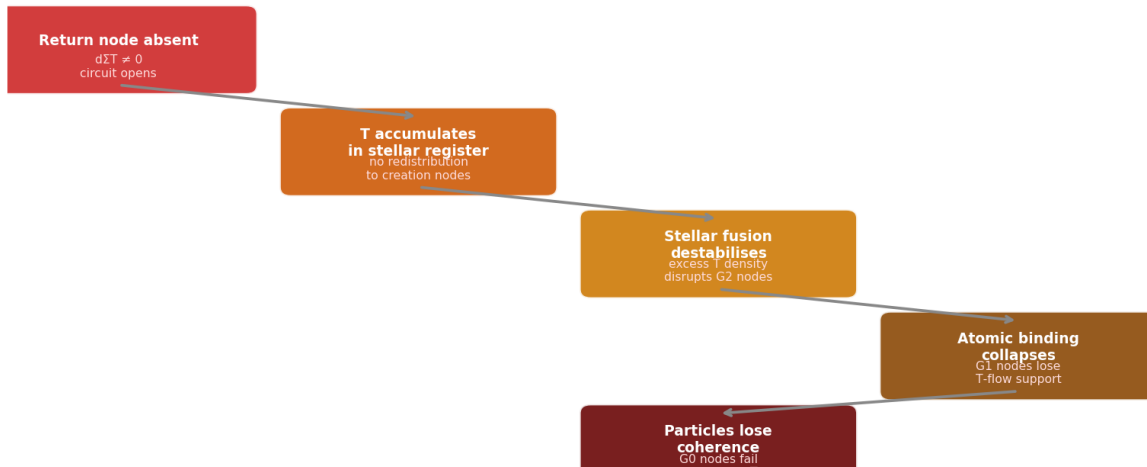 Return node absent
dΣT ≠ 0
circuit opens
T accumulates
in stellar register
no redistribution
to creation nodes
Stellar fusion
destabilises
excess T density
disrupts G2 nodes
Atomic binding
collapses
G1 nodes lose
T-flow support
Particles lose
coherence
G0 nodes fail